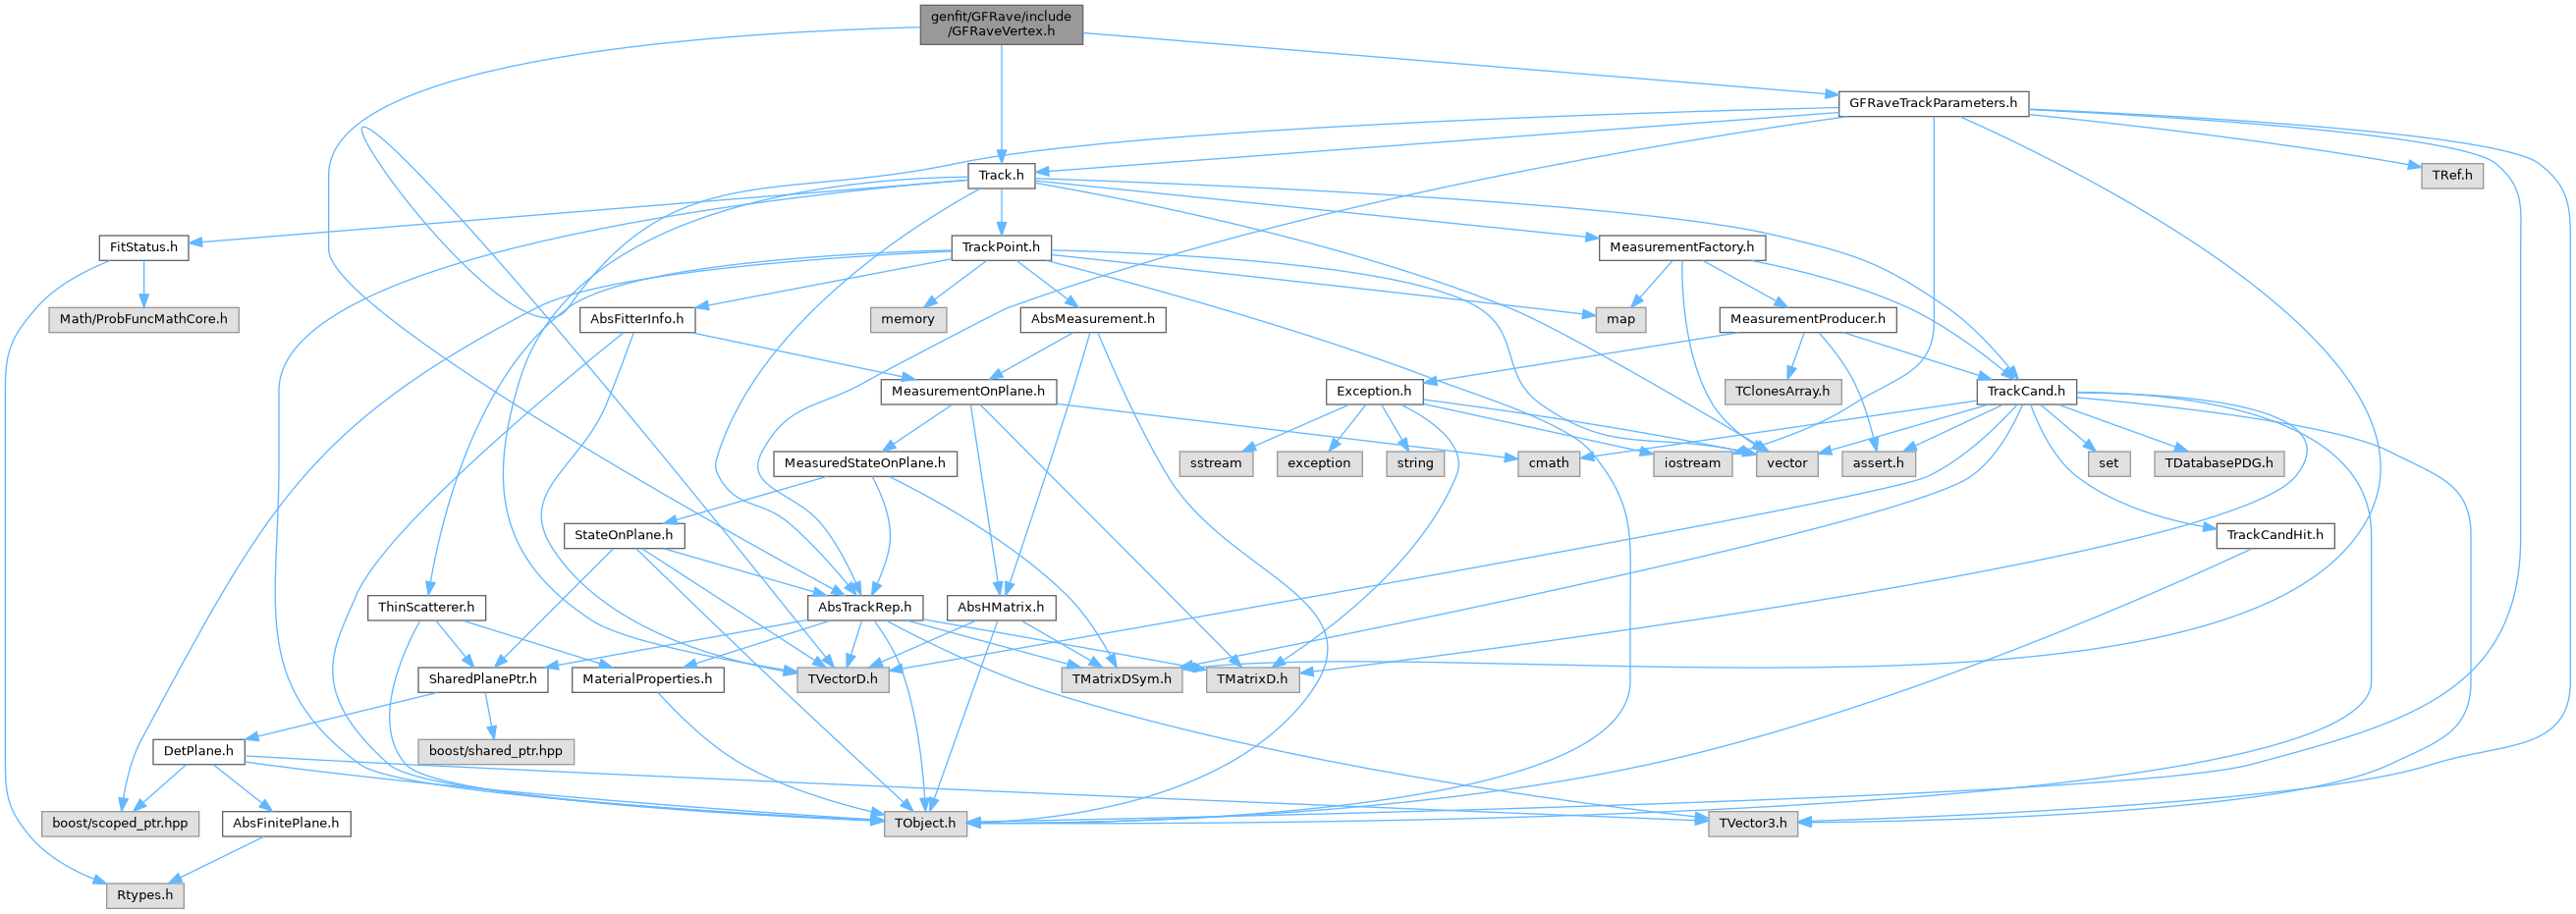 genfit/GFRave/include
/GFRaveVertex.h
GFRaveTrackParameters.h
Track.h
TRef.h
FitStatus.h
TrackPoint.h
MeasurementFactory.h
Math/ProbFuncMathCore.h
AbsFitterInfo.h
memory
AbsMeasurement.h
map
MeasurementProducer.h
MeasurementOnPlane.h
Exception.h
TClonesArray.h
TrackCand.h
MeasuredStateOnPlane.h
sstream
exception
string
cmath
iostream
vector
assert.h
set
TDatabasePDG.h
StateOnPlane.h
TrackCandHit.h
ThinScatterer.h
AbsTrackRep.h
AbsHMatrix.h
SharedPlanePtr.h
MaterialProperties.h
TVectorD.h
TMatrixDSym.h
TMatrixD.h
DetPlane.h
boost/shared_ptr.hpp
boost/scoped_ptr.hpp
AbsFinitePlane.h
TObject.h
TVector3.h
Rtypes.h